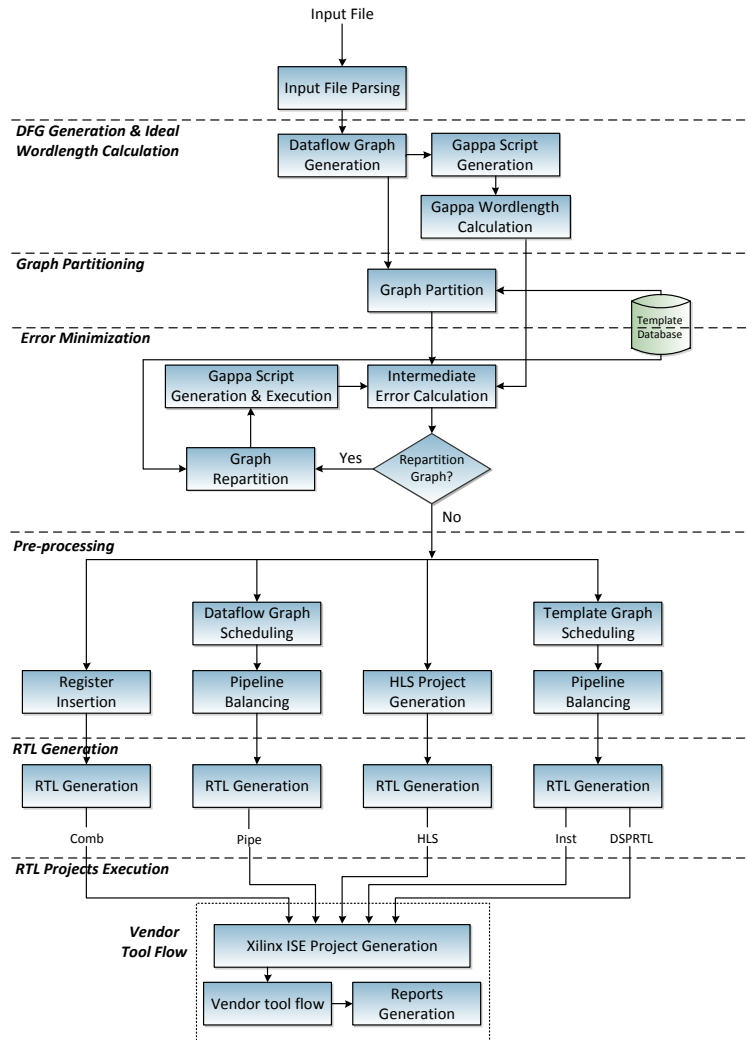 Input File
Input File Parsing
DFG Generation & Ideal
Wordlength Calculation
Dataflow Graph
Generation
Gappa Script
Generation
Gappa Wordlength
Calculation
Graph Partitioning
Graph Partition
Template
Database
Error Minimization
Gappa Script
Generation & Execution
Intermediate
Error Calculation
Graph
Repartition
Yes
Repartition
Graph?
No
Pre-processing
Dataflow Graph
Scheduling
Template Graph
Scheduling
Register
Insertion
Pipeline
Balancing
HLS Project
Generation
Pipeline
Balancing
RTL Generation
RTL Generation
RTL Generation
RTL Generation
RTL Generation
Comb
Pipe
HLS
Inst
DSPRTL
RTL Projects Execution
Vendor
Tool Flow
Xilinx ISE Project Generation
Vendor tool flow
Reports
Generation